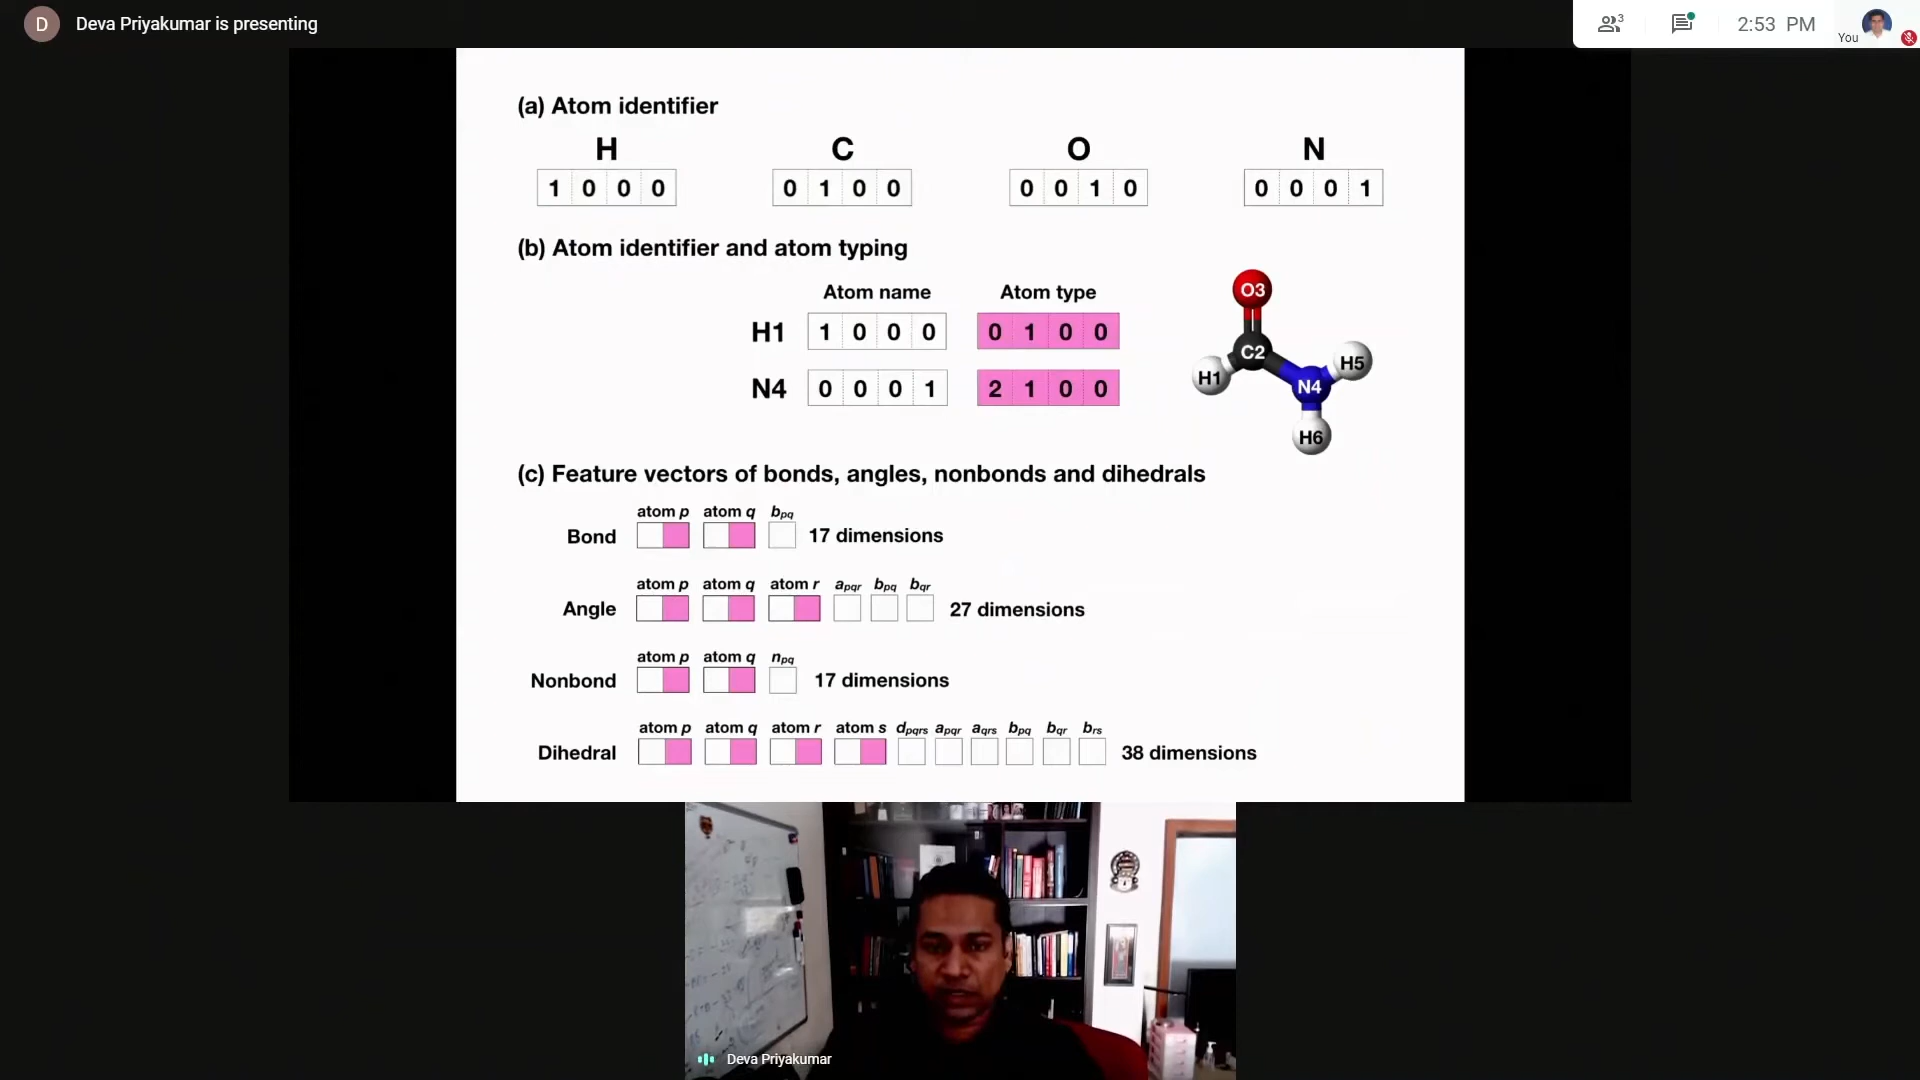 D Deva Priyakumar is presenting
3
2:53 PM
You
(a) Atom identifier
H C O N
1 0 0 0 0 1 0 0 0 0 1 0 0 0 0 1
(b) Atom identifier and atom typing
Atom name Atom type
H1 1 0 0 0 0 1 0 0
N4 0 0 0 1 2 1 0 0
O3
C2
H1
H5
N4
H6
(c) Feature vectors of bonds, angles, nonbonds and dihedrals
atom p atom q bpq
Bond 17 dimensions
atom p atom q atom r apqr bpq bqr
Angle 27 dimensions
atom p atom q npq
Nonbond 17 dimensions
atom p atom q atom r atom s dpqrs apqr aqrs bpq bqr brs
Dihedral 38 dimensions
Deva Priyakumar